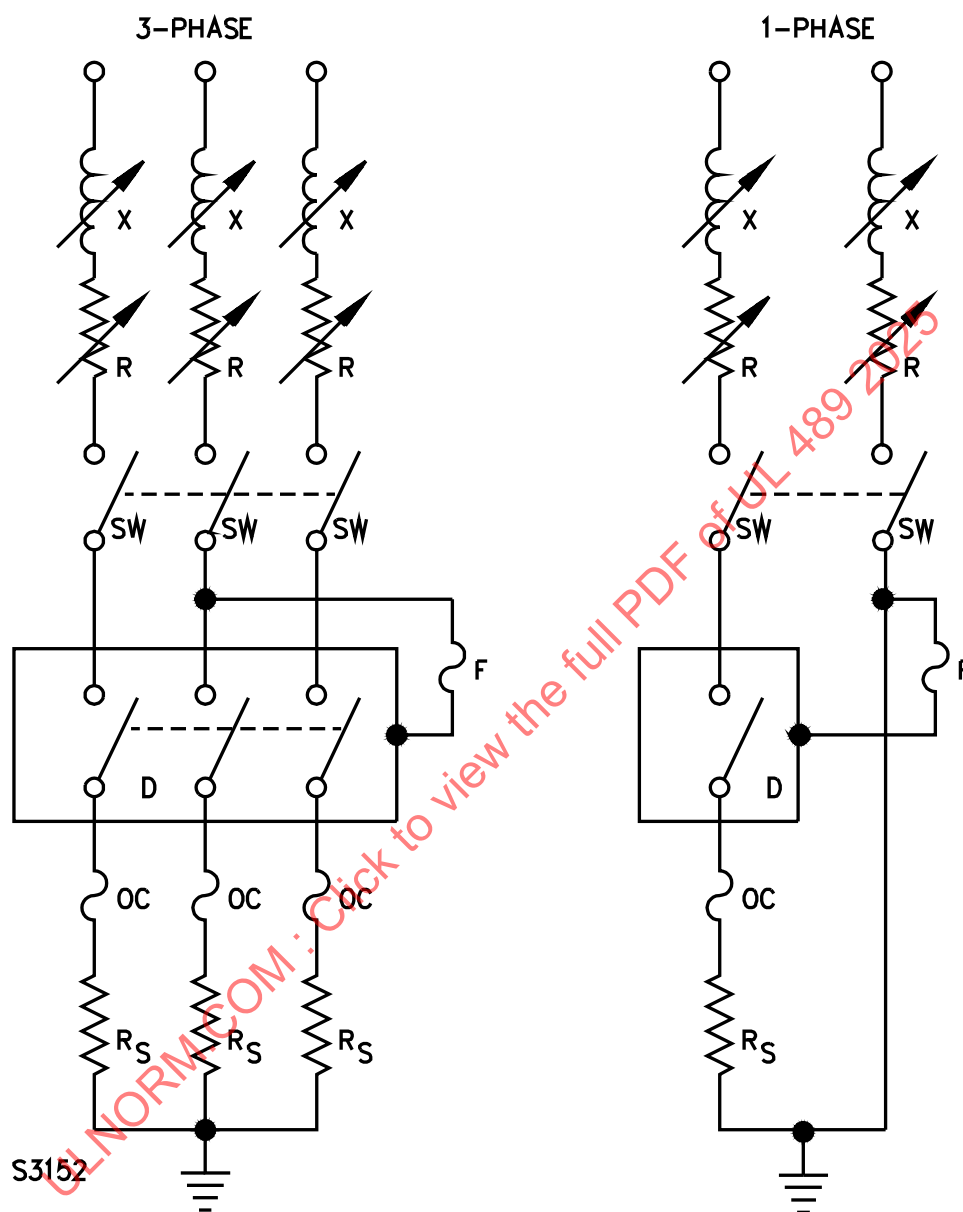 3-PHASE 1-PHASE
X X X X X
R R R R R
SW SW SW SW SW
F F
D D
OC OC OC OC
RS RS RS RS
S3152
ULNORM.COM : Click to view the full PDF of UL 489 2025